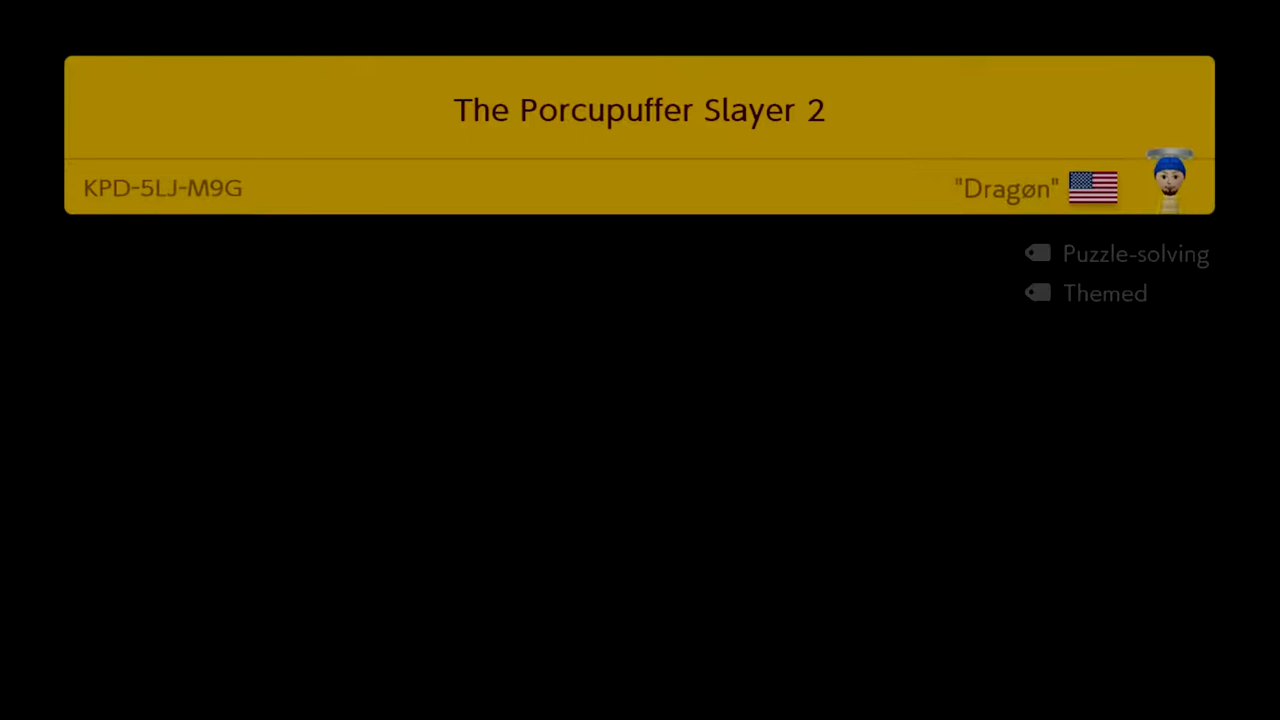 The Porcupuffer Slayer 2
KPD-5LJ-M9G
"Dragøn"
Puzzle-solving
Themed